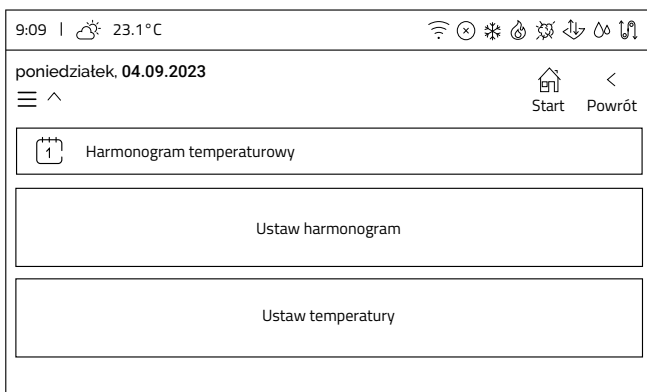 9:09 | 23.1°C
poniedziałek, 04.09.2023
Start Powrót
1 Harmonogram temperaturowy
Ustaw harmonogram
Ustaw temperatury